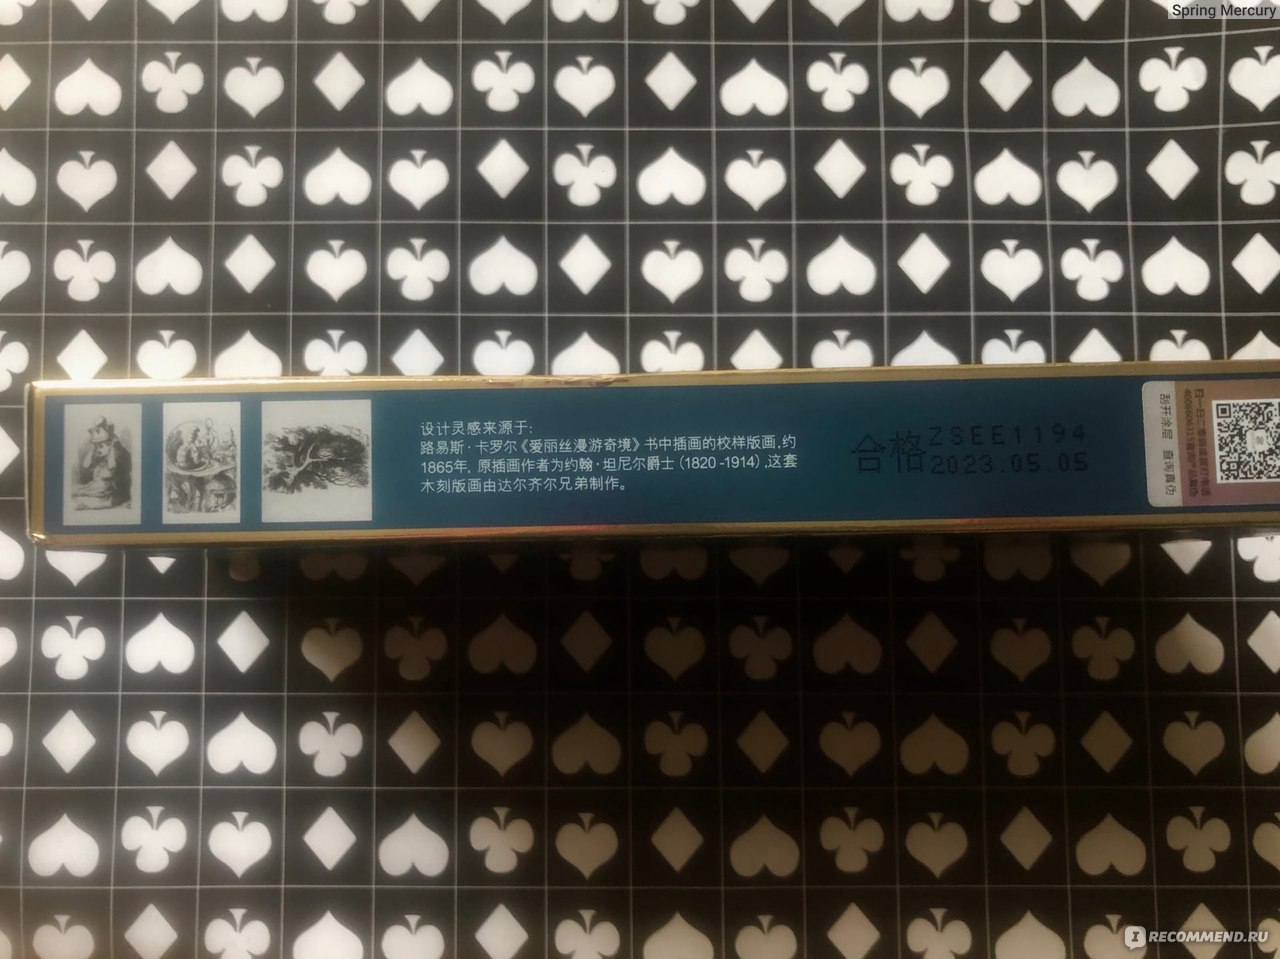 Spring Mercury
设计灵感来源于:
路易斯·卡罗尔《爱丽丝漫游奇境》书中插画的校样版画,约
1865年, 原插画作者为约翰·坦尼尔爵士 (1820 -1914) ,这套
木刻版画由达尔齐尔兄弟制作。
合格 ZSEE1194
2023.05.05
刮开涂层 查询真伪
RECOMMEND.RU